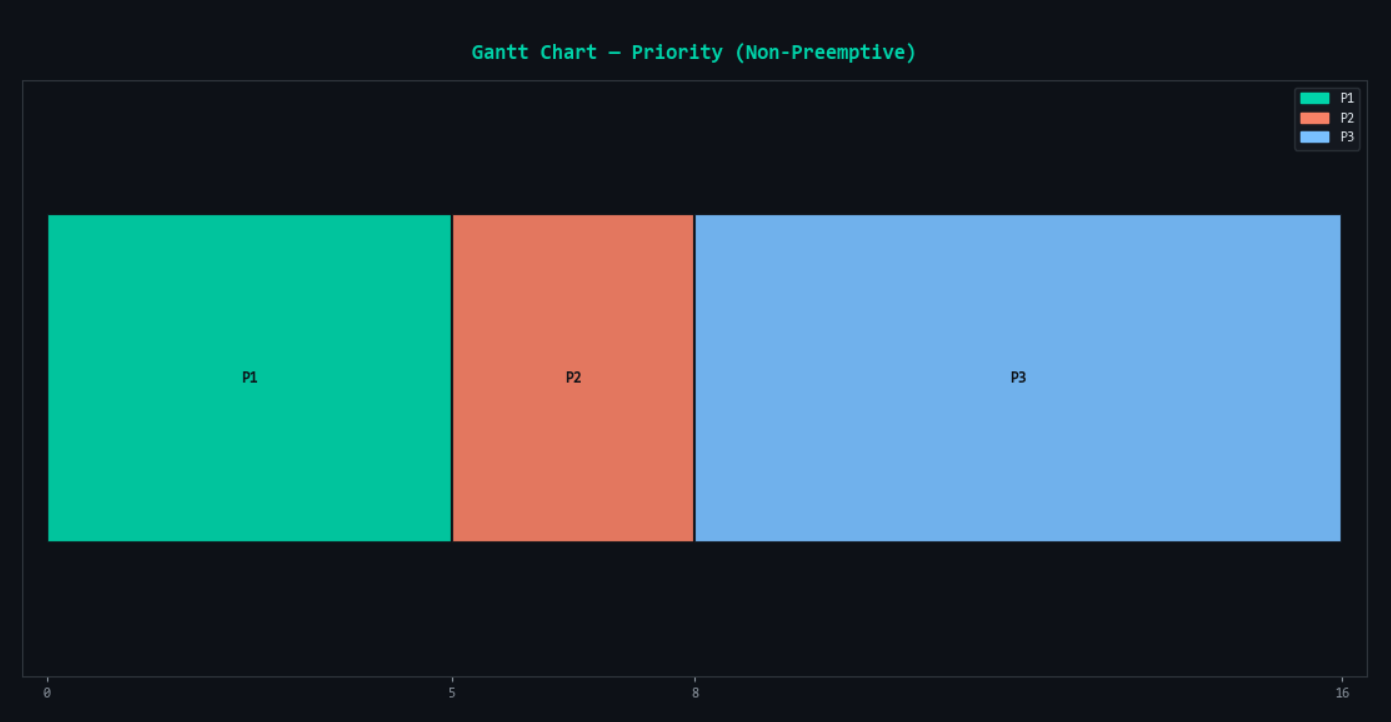 Gantt Chart — Priority (Non-Preemptive)
P1
P2
P3
P1 P2 P3
0 5 8 16